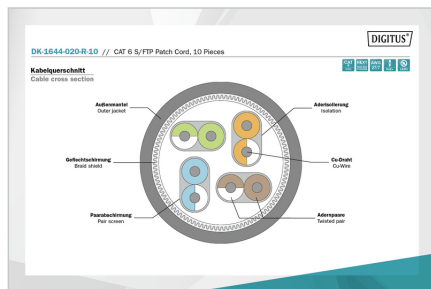 DIGITUS®
DK-1644-020-R-10 // CAT 6 S/FTP Patch Cord, 10 Pieces
Kabelquerschnitt
Cable cross section
Außenmantel
Outer jacket
Aderisolierung
Isolation
Geflechtschirmung
Braid shield
Cu-Draht
Cu-Wire
Paarabschirmung
Pair screen
Adernpaare
Twisted pair